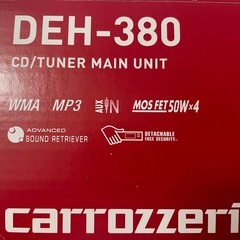 DEH-380
CD/TUNER MAIN UNIT
WMA MP3 AUX IN MOS FET 50W×4
ADVANCED SOUND RETRIEVER DETACHABLE FACE SECURITY.
carrozzeri